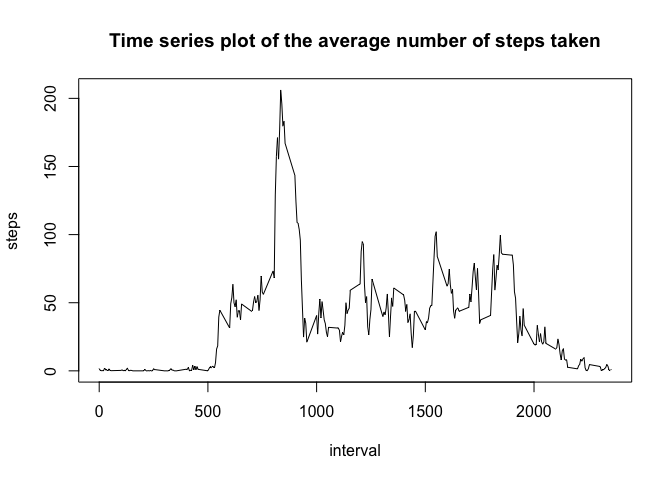 Time series plot of the average number of steps taken
steps
200
150
100
50
0
0 500 1000 1500 2000
interval